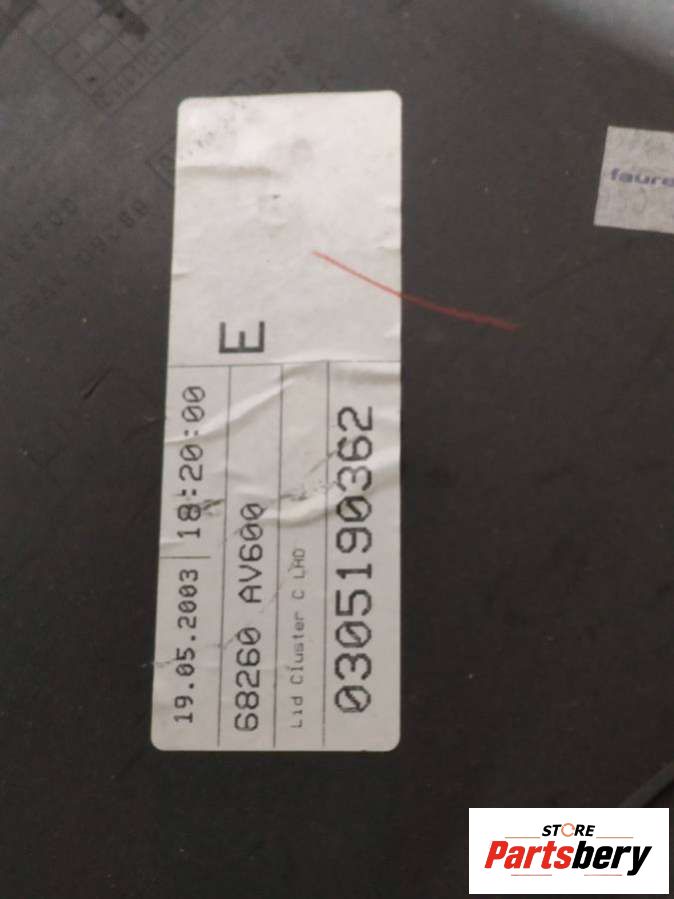 E
19.05.2003 18:20:00
68260 AV600
Lid Cluster C LHD
0305190362
faure
STORE
Partsbery